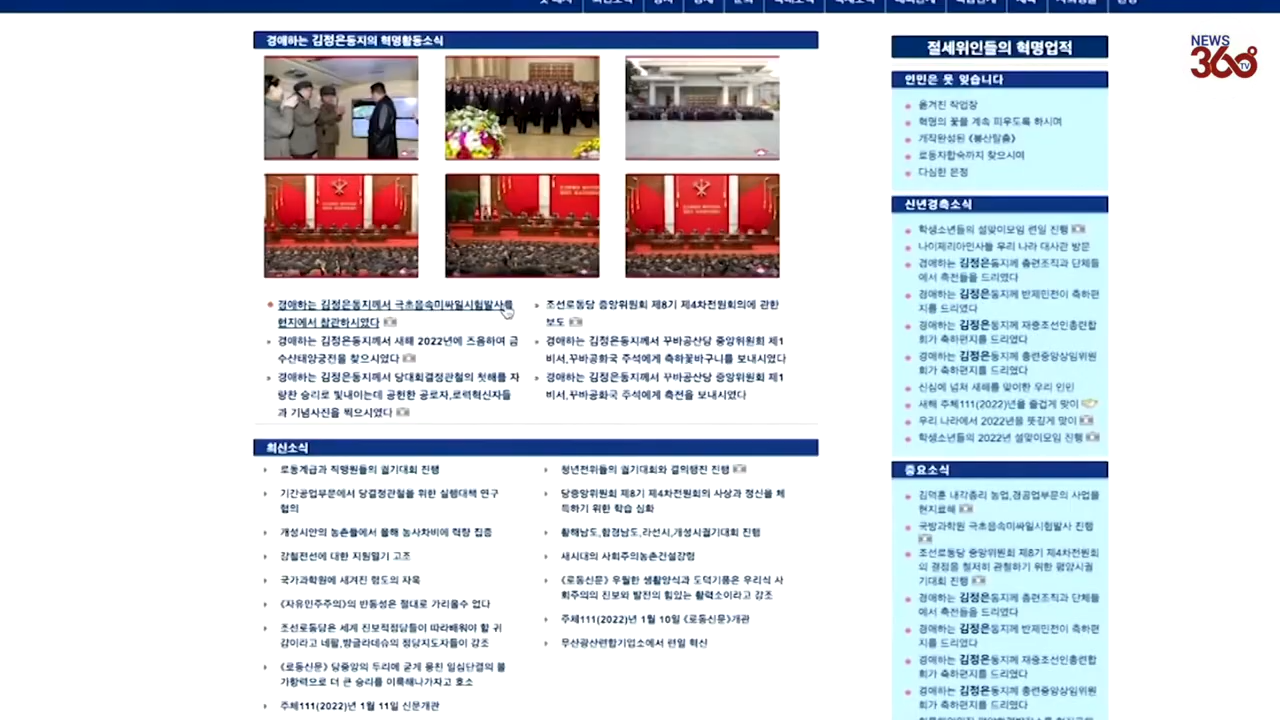 NEWS
360°
TV
경애하는 김정은동지의 혁명활동소식
경애하는 김정은동지께서 극초음속미싸일시험발사를
현지에서 참관하시였다
경애하는 김정은동지께서 새해 2022년에 즈음하여 금
수산태양궁전을 찾으시였다
경애하는 김정은동지께서 당대회결정관철의 첫해를 자
랑찬 승리로 빛내이는데 공헌한 공로자,로력혁신자들
과 기념사진을 찍으시였다
조선로동당 중앙위원회 제8기 제4차전원회의에 관한
보도
경애하는 김정은동지께서 꾸바공산당 중앙위원회 제1
비서,꾸바공화국 주석에게 축하꽃바구니를 보내시였다
경애하는 김정은동지께서 꾸바공산당 중앙위원회 제1
비서,꾸바공화국 주석에게 축전을 보내시였다
최신소식
로동계급과 직맹원들의 궐기대회 진행
기간공업부문에서 당결정관철을 위한 실행대책 연구
협의
개성시안의 농촌들에서 올해 농사차비에 력량 집중
강철전선에 대한 지원열기 고조
국가과학원에 새겨진 령도의 자욱
《자유민주주의》의 반동성은 절대로 가리울수 없다
조선로동당은 세계 진보적정당들이 따라배워야 할 귀
감이라고 네팔,방글라데슈의 정당지도자들이 강조
《로동신문》 당중앙의 두리에 굳게 뭉친 일심단결의 불
가항력으로 더 큰 승리를 이룩해나가자고 호소
주체111(2022)년 1월 11일 신문개관
청년전위들의 궐기대회와 결의행진 진행
당중앙위원회 제8기 제4차전원회의 사상과 정신을 체
득하기 위한 학습 심화
황해남도,함경남도,라선시,개성시궐기대회 진행
새시대의 사회주의농촌건설강령
《로동신문》 우월한 생활양식과 도덕기풍은 우리식 사
회주의의 진보와 발전의 힘있는 활력소이라고 강조
주체111(2022)년 1월 10일 《로동신문》개관
무산광산련합기업소에서 련일 혁신
절세위인들의 혁명업적
인민은 못 잊습니다
옮겨진 작업장
혁명의 꽃을 계속 피우도록 하시며
개작완성된 《봉산탈춤》
로동자합숙까지 찾으시여
다심한 은정
신년경축소식
학생소년들의 설맞이모임 련일 진행
나이제리아인사들 우리 나라 대사관 방문
경애하는 김정은동지께 총련조직과 단체들
에서 축전들을 드리였다
경애하는 김정은동지께 반제민전이 축하편
지를 드리였다
경애하는 김정은동지께 재중조선인총련합
회가 축하편지를 드리였다
경애하는 김정은동지께 총련중앙상임위원
회가 축하편지를 드리였다
신심에 넘쳐 새해를 맞이한 우리 인민
새해 주체111(2022)년을 즐겁게 맞이
우리 나라에서 2022년을 뜻깊게 맞이
학생소년들의 2022년 설맞이모임 진행
중요소식
김덕훈 내각총리 농업,경공업부문의 사업을
현지료해
국방과학원 극초음속미싸일시험발사 진행
조선로동당 중앙위원회 제8기 제4차전원회
의 결정을 철저히 관철하기 위한 평양시궐
기대회 진행
경애하는 김정은동지께 총련조직과 단체들
에서 축전들을 드리였다
경애하는 김정은동지께 반제민전이 축하편
지를 드리였다
경애하는 김정은동지께 재중조선인총련합
회가 축하편지를 드리였다
경애하는 김정은동지께 총련중앙상임위원
회가 축하편지를 드리였다